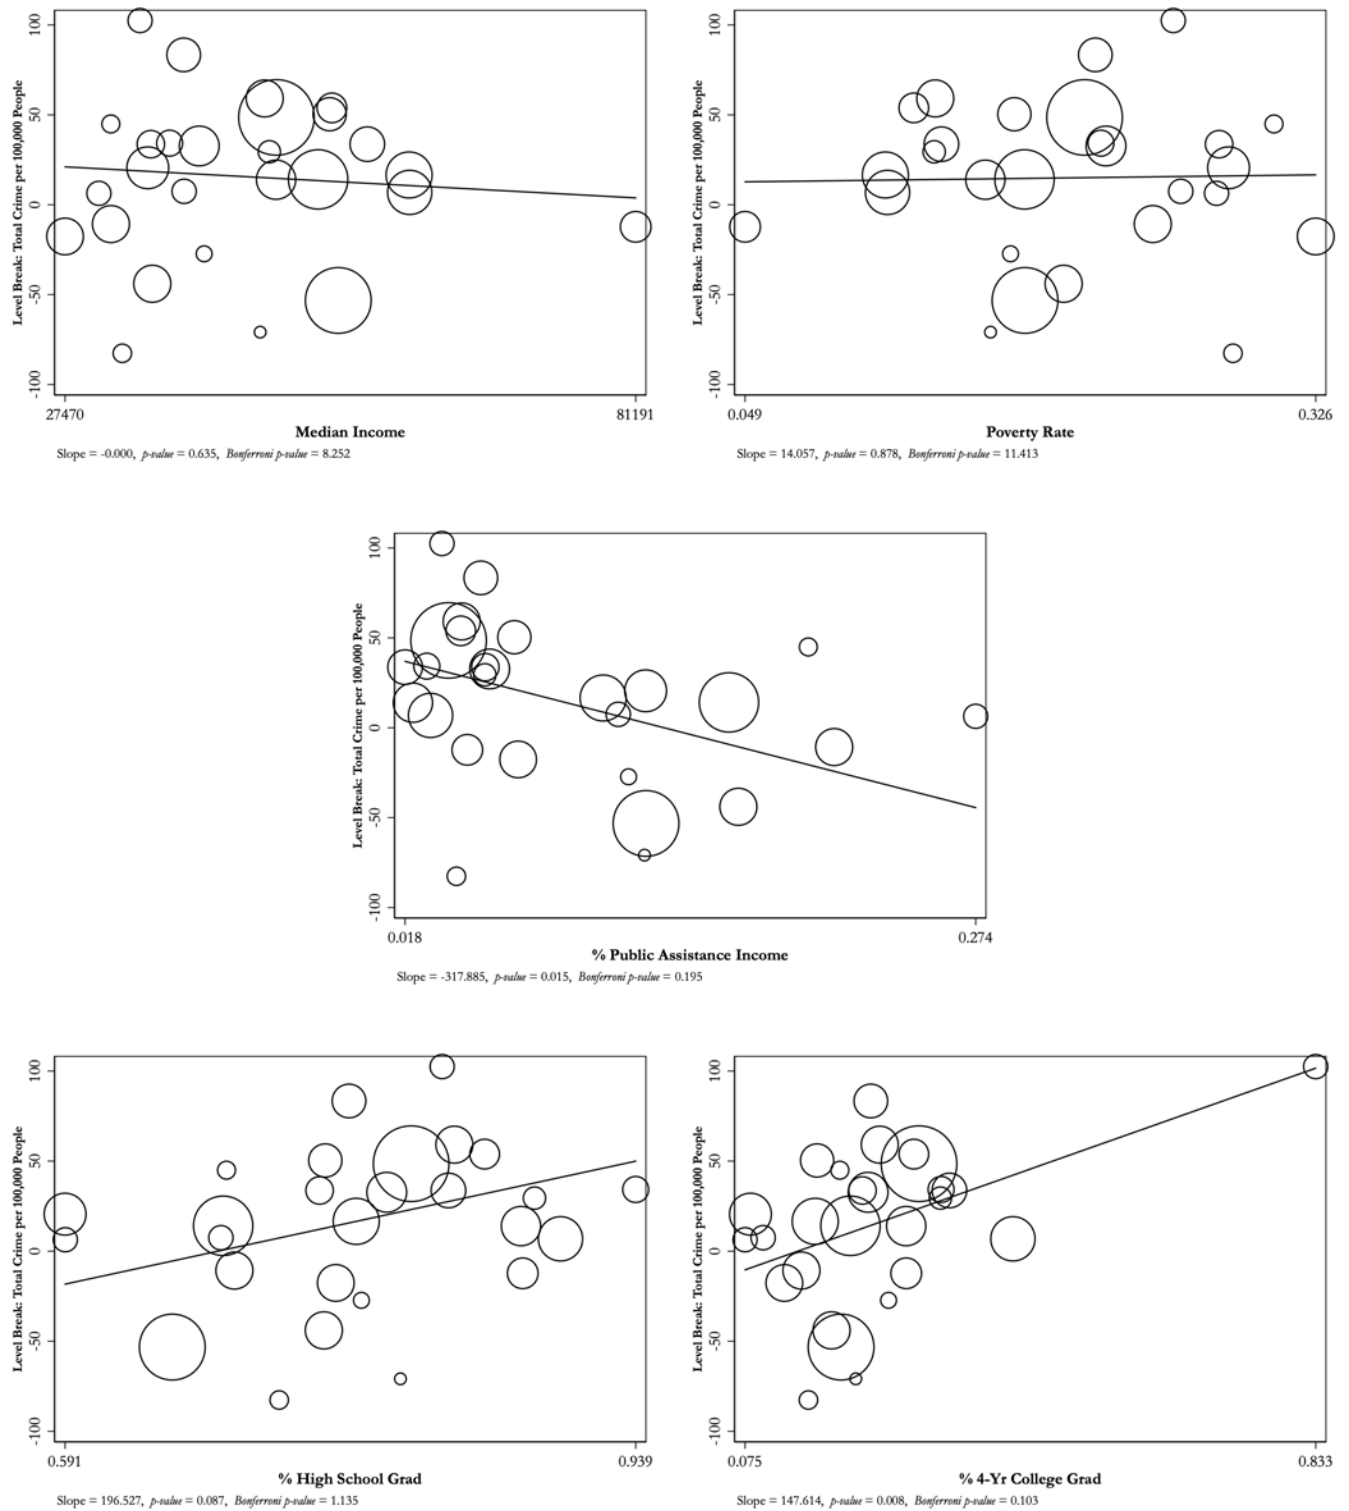 Level Break: Total Crime per 100,000 People
100
50
0
-50
-100
27470
81191
Median Income
Slope = -0.000, p-value = 0.635, Bonferroni p-value = 8.252
Level Break: Total Crime per 100,000 People
100
50
0
-50
-100
0.049
0.326
Poverty Rate
Slope = 14.057, p-value = 0.878, Bonferroni p-value = 11.413
Level Break: Total Crime per 100,000 People
100
50
0
-50
-100
0.018
0.274
% Public Assistance Income
Slope = -317.885, p-value = 0.015, Bonferroni p-value = 0.195
Level Break: Total Crime per 100,000 People
100
50
0
-50
-100
0.591
0.939
% High School Grad
Slope = 196.527, p-value = 0.087, Bonferroni p-value = 1.135
Level Break: Total Crime per 100,000 People
100
50
0
-50
-100
0.075
0.833
% 4-Yr College Grad
Slope = 147.614, p-value = 0.008, Bonferroni p-value = 0.103